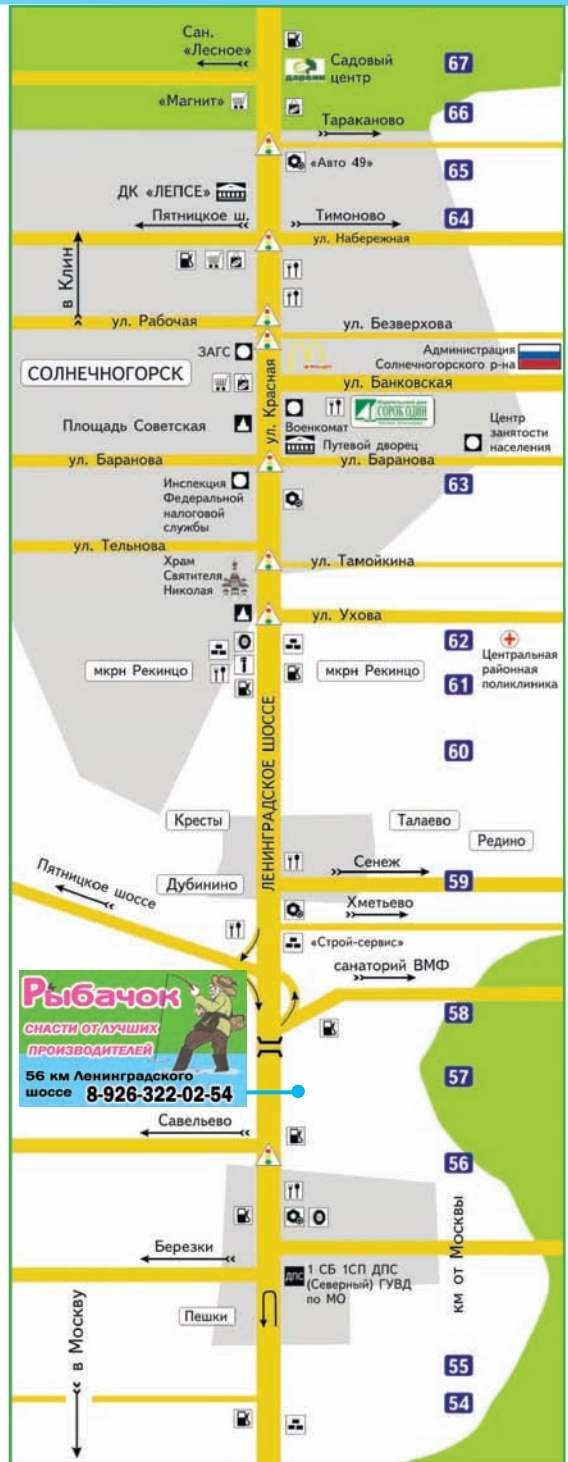 Сан.
«Лесное»
дарвин
Садовый
центр
67
«Магнит»
66
Тараканово
«Авто 49»
65
ДК «ЛЕПСЕ»
Пятницкое ш.
Тимоново
64
ул. Набережная
в Клин
ул. Рабочая
ул. Безверхова
ЗАГС
Администрация
Солнечногорского р-на
СОЛНЕЧНОГОРСК
ул. Красная
ул. Банковская
СОРОК ОДИН
Площадь Советская
Военкомат
Путевой дворец
Центр
занятости
населения
ул. Баранова
ул. Баранова
63
Инспекция
Федеральной
налоговой
службы
ул. Тельнова
ул. Тамойкина
Храм
Святителя
Николая
ул. Ухова
62
Центральная
районная
поликлиника
мкрн Рекинцо
мкрн Рекинцо
61
60
ЛЕНИНГРАДСКОЕ ШОССЕ
Кресты
Талаево
Редино
Сенеж
59
Дубинино
Пятницкое шоссе
Хметьево
«Строй-сервис»
санаторий ВМФ
58
Рыбачок
СНАСТИ ОТ ЛУЧШИХ
ПРОИЗВОДИТЕЛЕЙ
56 км Ленинградского
шоссе 8-926-322-02-54
57
Савельево
56
км от Москвы
Березки
ДПС
1 СБ 1СП ДПС
(Северный) ГУВД
по МО
Пешки
в Москву
55
54